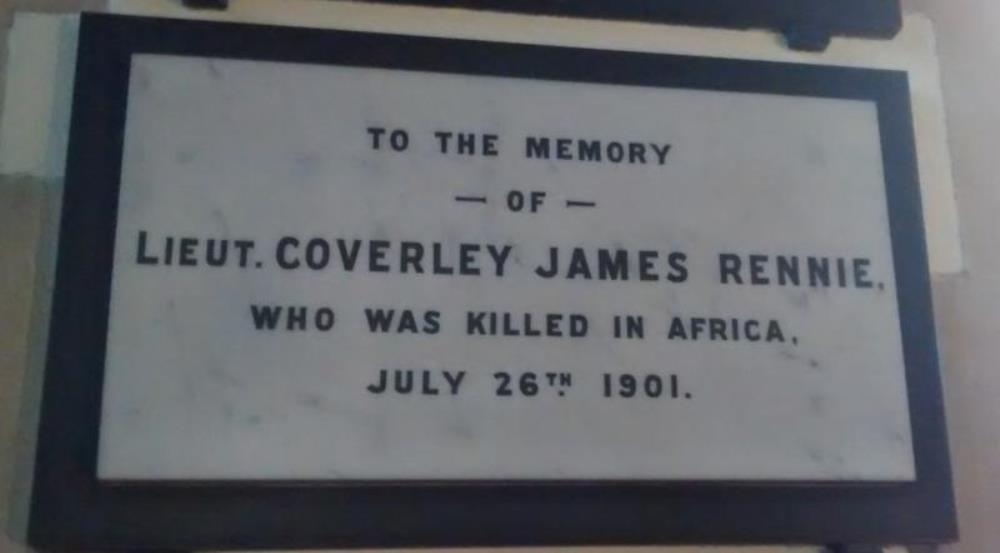 TO THE MEMORY
— OF —
LIEUT. COVERLEY JAMES RENNIE,
WHO WAS KILLED IN AFRICA,
JULY 26TH. 1901.